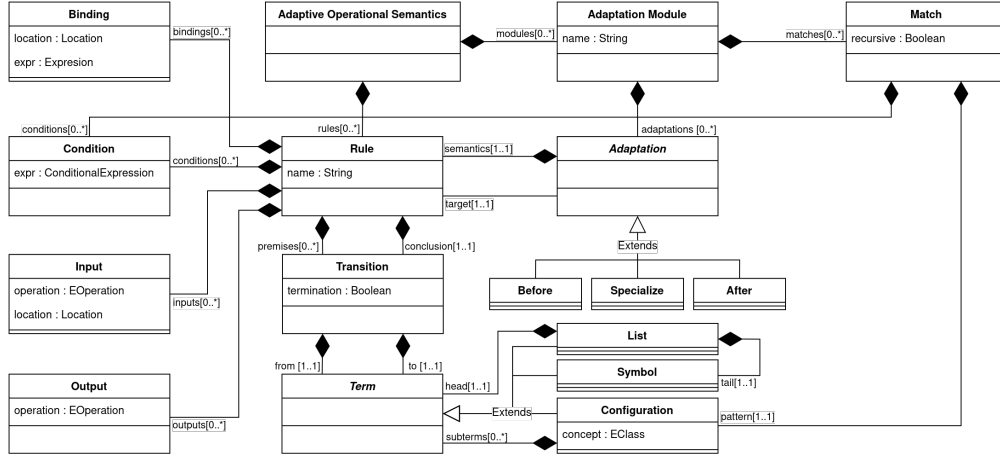 Binding
location : Location
expr : Expresion
bindings[0..*]
Adaptive Operational Semantics
modules[0..*]
Adaptation Module
name : String
matches[0..*]
Match
recursive : Boolean
conditions[0..*]
rules[0..*]
adaptations [0..*]
Condition
expr : ConditionalExpression
conditions[0..*]
Rule
name : String
semantics[1..1]
target[1..1]
Adaptation
premises[0..*]
conclusion[1..1]
Extends
Input
operation : EOperation
location : Location
inputs[0..*]
Transition
termination : Boolean
Before
Specialize
After
from [1..1]
to [1..1]
List
Symbol
tail[1..1]
Output
operation : EOperation
outputs[0..*]
Term
head[1..1]
Extends
subterms[0..*]
Configuration
concept : EClass
pattern[1..1]